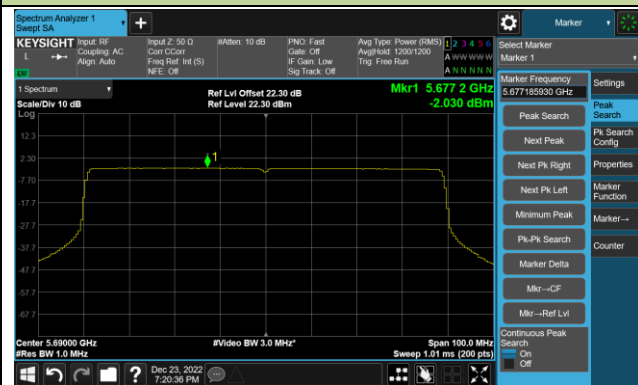 Spectrum Analyzer 1
Swept SA
+
Marker
KEYSIGHT
L
Input: RF
Coupling: AC
Align: Auto
Input Z: 50 Ω
Corr CCorr
Freq Ref: Int (S)
NFE: Off
#Atten: 10 dB
PNO: Fast
Gate: Off
IF Gain: Low
Sig Track: Off
Avg Type: Power (RMS)
Avg|Hold: 1200/1200
Trig: Free Run
1 2 3 4 5 6
A W W W W W
A N N N N N
Select Marker
Marker 1
1 Spectrum
Scale/Div 10 dB
Log
Ref Lvl Offset 22.30 dB
Ref Level 22.30 dBm
Mkr1 5.677 2 GHz
-2.030 dBm
12.3
2.30
-7.70
-17.7
-27.7
-37.7
-47.7
-57.7
-67.7
1
Center 5.69000 GHz
#Res BW 1.0 MHz
#Video BW 3.0 MHz*
Span 100.0 MHz
Sweep 1.01 ms (200 pts)
Marker Frequency
5.677185930 GHz
Peak Search
Next Peak
Next Pk Right
Next Pk Left
Minimum Peak
Pk-Pk Search
Marker Delta
Mkr→CF
Mkr→Ref Lvl
Continuous Peak
Search
On
Off
Settings
Peak
Search
Pk Search
Config
Properties
Marker
Function
Marker→
Counter
?
Dec 23, 2022
7:20:36 PM